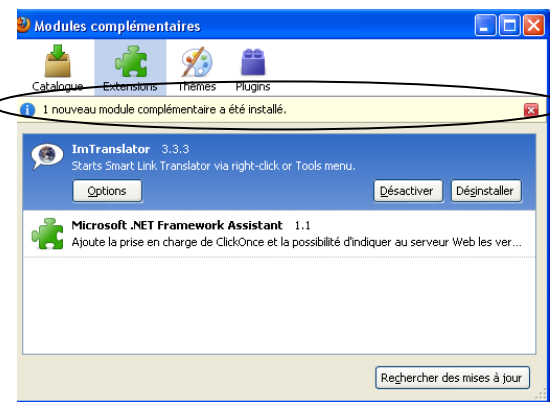 Modules complémentaires
Catalogue Extensions Thèmes Plugins
1 nouveau module complémentaire a été installé.
ImTranslator 3.3.3
Starts Smart Link Translator via right-click or Tools menu.
Options Désactiver Désinstaller
Microsoft .NET Framework Assistant 1.1
Ajoute la prise en charge de ClickOnce et la possibilité d'indiquer au serveur Web les ver...
Rechercher des mises à jour